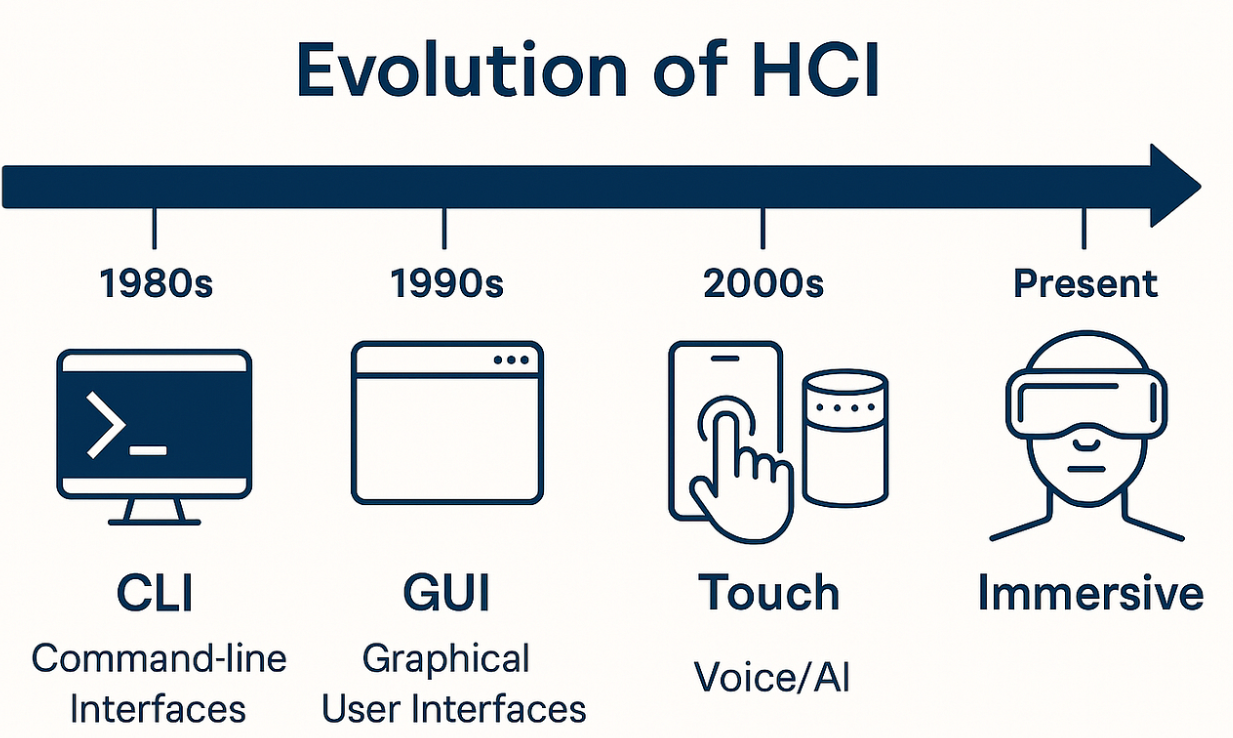 Evolution of HCI
1980s
1990s
2000s
Present
>_
CLI
GUI
Touch
Immersive
Command-line
Interfaces
Graphical
User Interfaces
Voice/AI